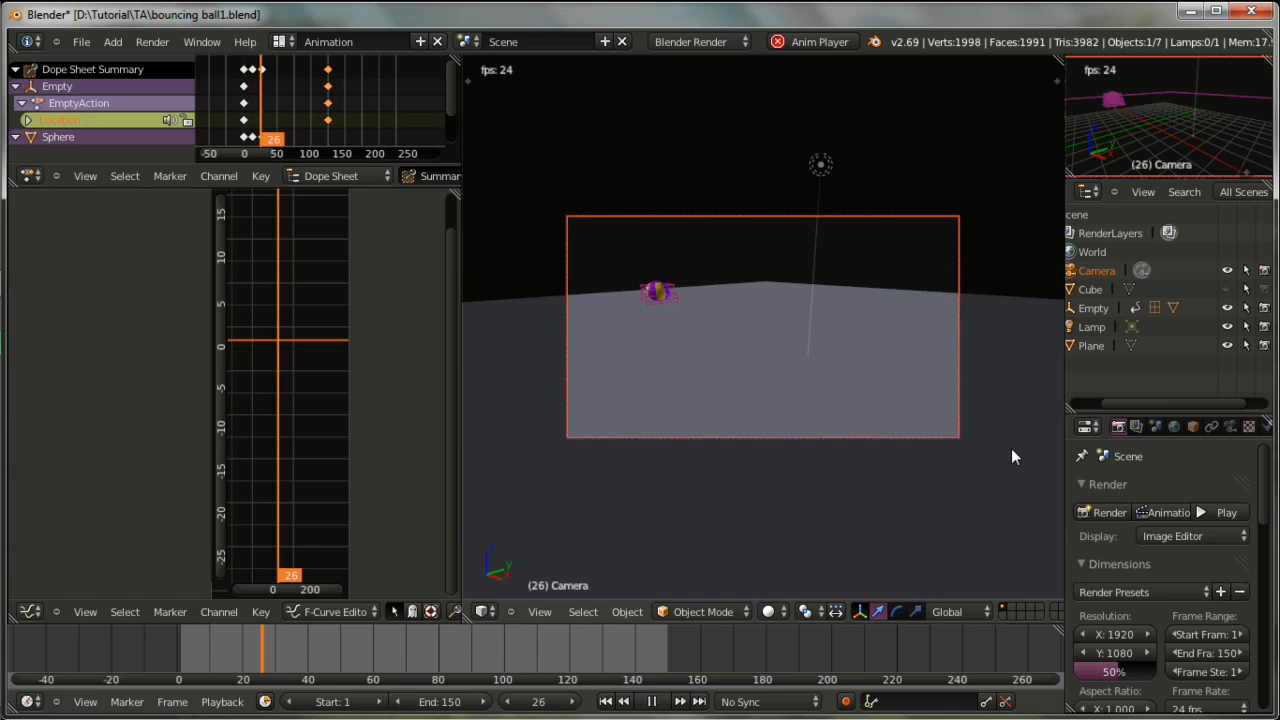 Blender* [D:\Tutorial\TA\bouncing ball1.blend]
File Add Render Window Help Animation Scene Blender Render Anim Player v2.69 | Verts:1998 | Faces:1991 | Tris:3982 | Objects:1/7 | Lamps:0/1 | Mem:17.
Dope Sheet Summary
Empty
EmptyAction
Location
Sphere
26
-50 0 50 100 150 200 250
View Select Marker Channel Key Dope Sheet Summar
15
10
5
0
-5
-10
-15
-20
-25
26
0 200
View Select Marker Channel Key F-Curve Edito
fps: 24
(26) Camera
View Select Object Object Mode Global
fps: 24
(26) Camera
View Search All Scenes
cene
RenderLayers
World
Camera
Cube
Empty
Lamp
Plane
Scene
Render
Render Animatio Play
Display: Image Editor
Dimensions
Render Presets
Resolution: Frame Range:
X: 1920 Start Fram: 1
Y: 1080 End Fra: 150
50% Frame Ste: 1
Aspect Ratio: Frame Rate:
X: 1.000 24 fps
-40 -20 0 20 40 60 80 100 120 140 160 180 200 220 240 260
View Marker Frame Playback Start: 1 End: 150 26 No Sync